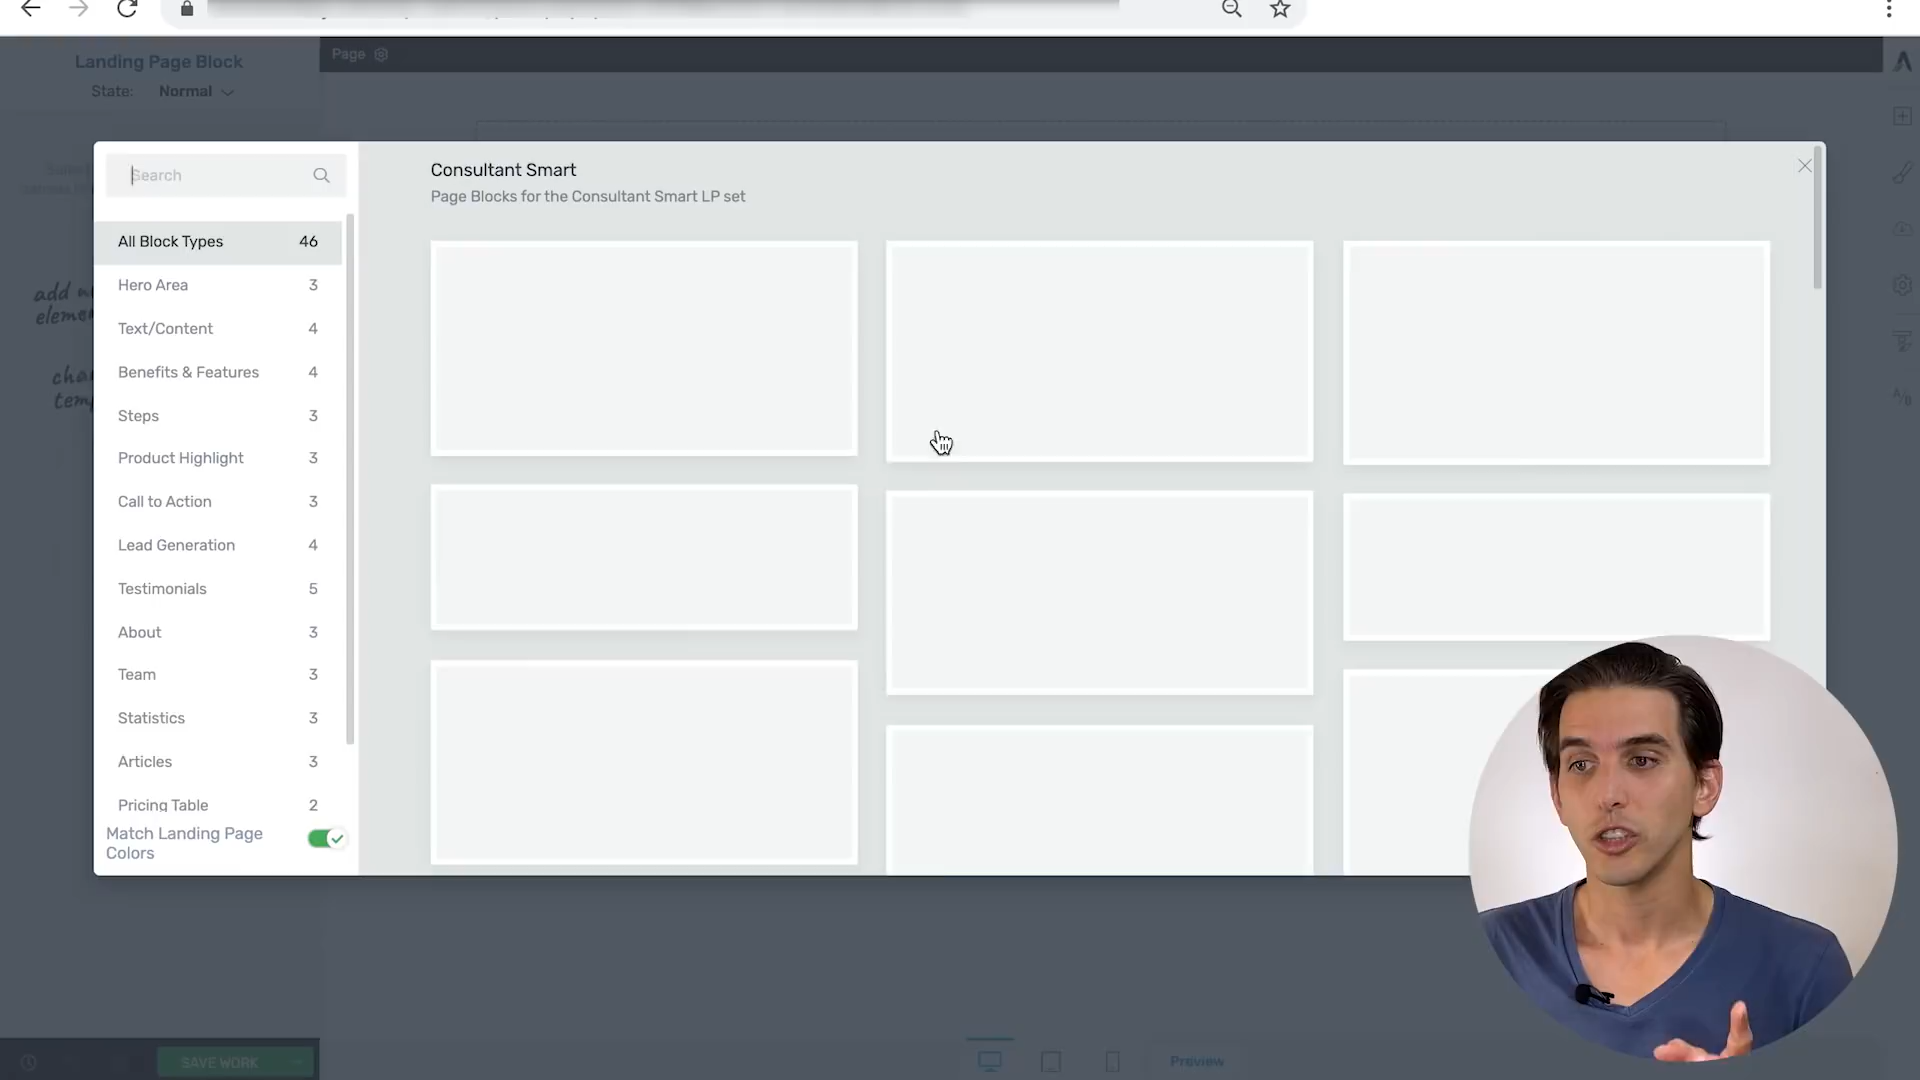 Landing Page Block
State: Normal
Page
Search
All Block Types 46
Hero Area 3
Text/Content 4
Benefits & Features 4
Steps 3
Product Highlight 3
Call to Action 3
Lead Generation 4
Testimonials 5
About 3
Team 3
Statistics 3
Articles 3
Pricing Table 2
Match Landing Page
Colors
Consultant Smart
Page Blocks for the Consultant Smart LP set
add
SAVE WORK
Preview